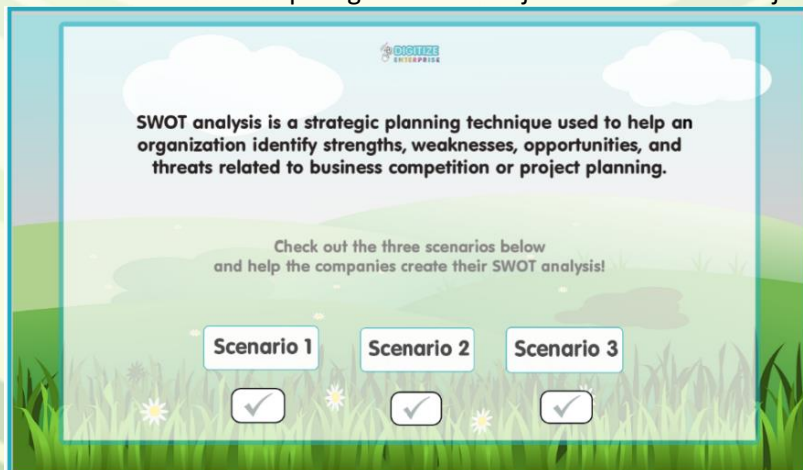 DIGITIZE
ENTERPRISE
SWOT analysis is a strategic planning technique used to help an
organization identify strengths, weaknesses, opportunities, and
threats related to business competition or project planning.
Check out the three scenarios below
and help the companies create their SWOT analysis!
Scenario 1
Scenario 2
Scenario 3